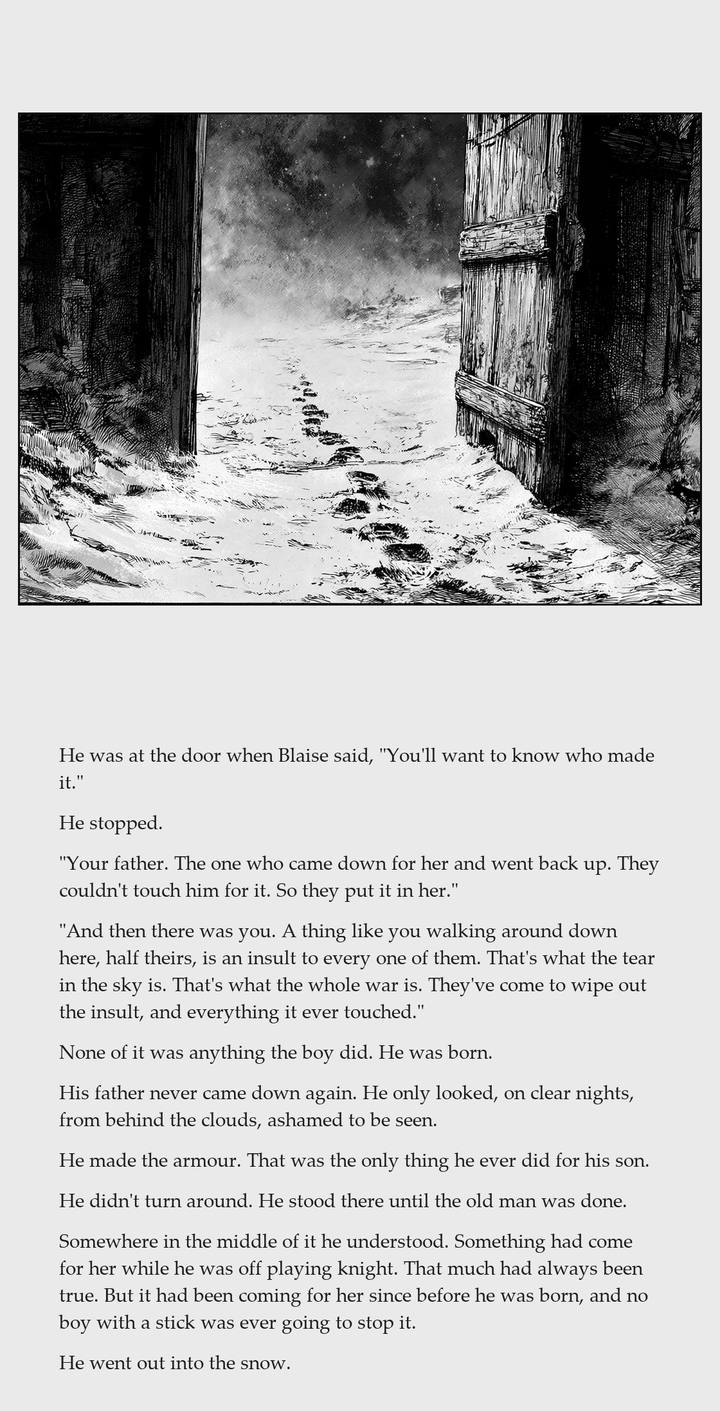 He was at the door when Blaise said, "You'll want to know who made
it."
He stopped.
"Your father. The one who came down for her and went back up. They
couldn't touch him for it. So they put it in her."
"And then there was you. A thing like you walking around down
here, half theirs, is an insult to every one of them. That's what the tear
in the sky is. That's what the whole war is. They've come to wipe out
the insult, and everything it ever touched."
None of it was anything the boy did. He was born.
His father never came down again. He only looked, on clear nights,
from behind the clouds, ashamed to be seen.
He made the armour. That was the only thing he ever did for his son.
He didn't turn around. He stood there until the old man was done.
Somewhere in the middle of it he understood. Something had come
for her while he was off playing knight. That much had always been
true. But it had been coming for her since before he was born, and no
boy with a stick was ever going to stop it.
He went out into the snow.